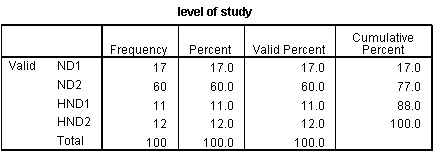 level of study
Frequency Percent Valid Percent Cumulative Percent
Valid ND1 17 17.0 17.0 17.0
ND2 60 60.0 60.0 77.0
HND1 11 11.0 11.0 88.0
HND2 12 12.0 12.0 100.0
Total 100 100.0 100.0